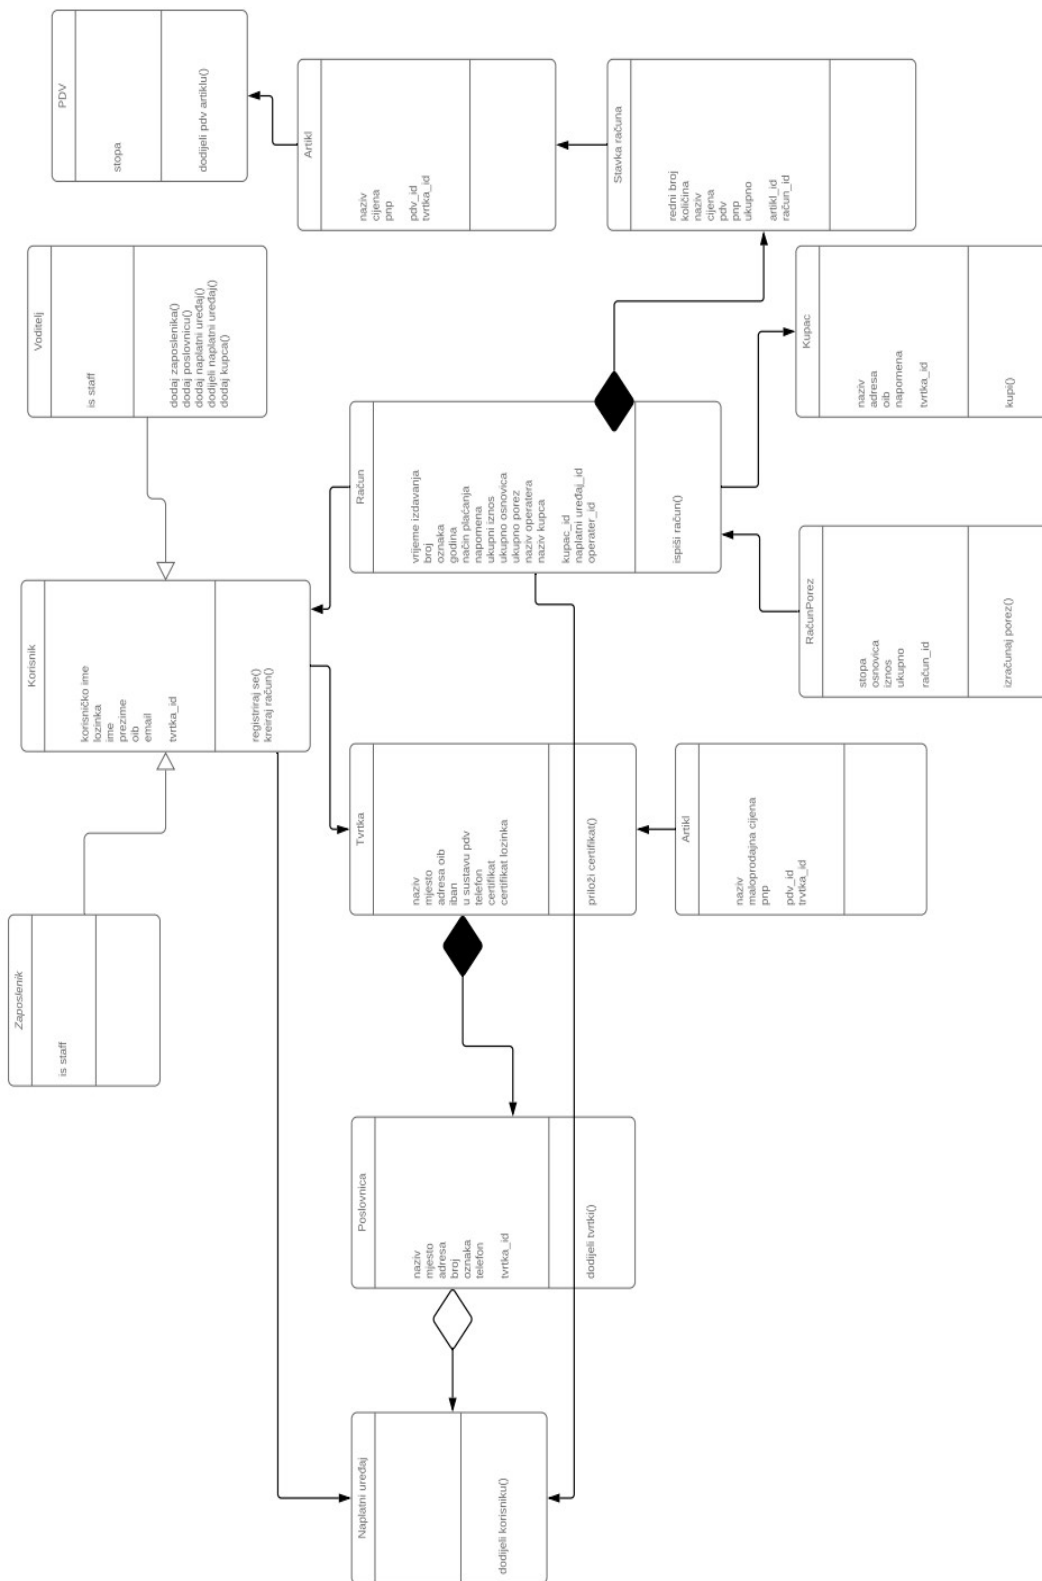 Zaposlenik
is staff
Korisnik
korisničko ime
lozinka
ime
prezime
oib
email
tvrtka_id
registriraj se()
kreiraj račun()
Voditelj
is staff
dodaj zaposlenika()
dodaj poslovnicu()
dodaj naplatni uređaj()
dodijeli naplatni uređaj()
dodaj kupca()
PDV
stopa
dodijeli pdv artiklu()
Naplatni uređaj
dodijeli korisniku()
Poslovnica
naziv
mjesto
adresa
broj
oznaka
telefon
tvrtka_id
dodijeli tvrtki()
Tvrtka
naziv
mjesto
adresa oib
iban
u sustavu pdv
telefon
certifikat
certifikat lozinka
priloži certifikat()
Račun
vrijeme izdavanja
broj
oznaka
godina
način plaćanja
napomena
ukupni iznos
ukupno osnovica
ukupno porez
naziv operatera
naziv kupca
kupac_id
naplatni uređaj_id
operater_id
ispiši račun()
Artikl
naziv
cijena
pnp
pdv_id
tvrtka_id
Stavka računa
redni broj
količina
naziv
cijena
pdv
pnp
ukupno
artikl_id
račun_id
Artikl
naziv
maloprodajna cijena
pnp
pdv_id
trvtka_id
RačunPorez
stopa
osnovica
iznos
ukupno
račun_id
izračunaj porez()
Kupac
naziv
adresa
oib
napomena
tvrtka_id
kupi()